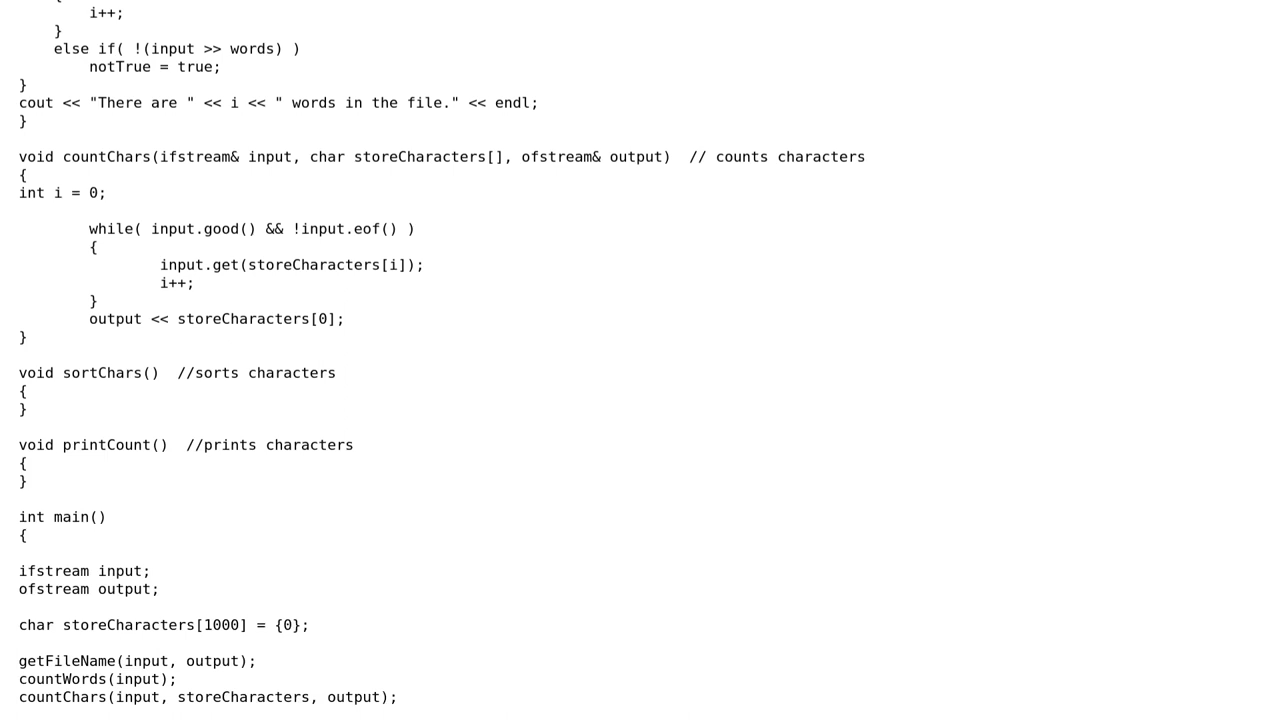 {
        i++;
    }
    else if( !(input >> words) )
        notTrue = true;
}
cout << "There are " << i << " words in the file." << endl;
}

void countChars(ifstream& input, char storeCharacters[], ofstream& output)  // counts characters
{
int i = 0;

        while( input.good() && !input.eof() )
        {
                input.get(storeCharacters[i]);
                i++;
        }
        output << storeCharacters[0];
}

void sortChars()  //sorts characters
{
}

void printCount()  //prints characters
{
}

int main()
{

ifstream input;
ofstream output;

char storeCharacters[1000] = {0};

getFileName(input, output);
countWords(input);
countChars(input, storeCharacters, output);